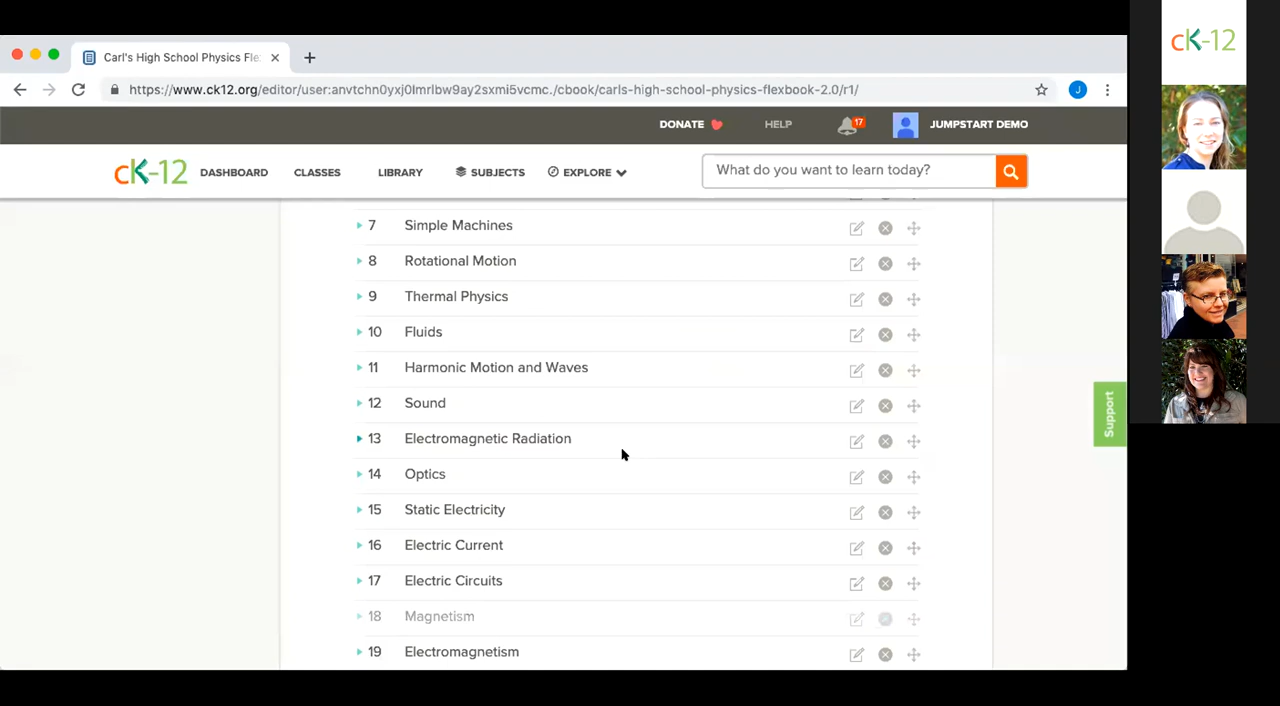 cK-12
Carl's High School Physics Fle
https://www.ck12.org/editor/user:anvtchn0yxj0lmrlbw9ay2sxmi5vcmc./cbook/carls-high-school-physics-flexbook-2.0/r1/
J
DONATE HELP 17 JUMPSTART DEMO
cK-12 DASHBOARD CLASSES LIBRARY SUBJECTS EXPLORE What do you want to learn today?
7 Simple Machines
8 Rotational Motion
9 Thermal Physics
10 Fluids
11 Harmonic Motion and Waves
12 Sound
13 Electromagnetic Radiation
14 Optics
15 Static Electricity
16 Electric Current
17 Electric Circuits
18 Magnetism
19 Electromagnetism
Support